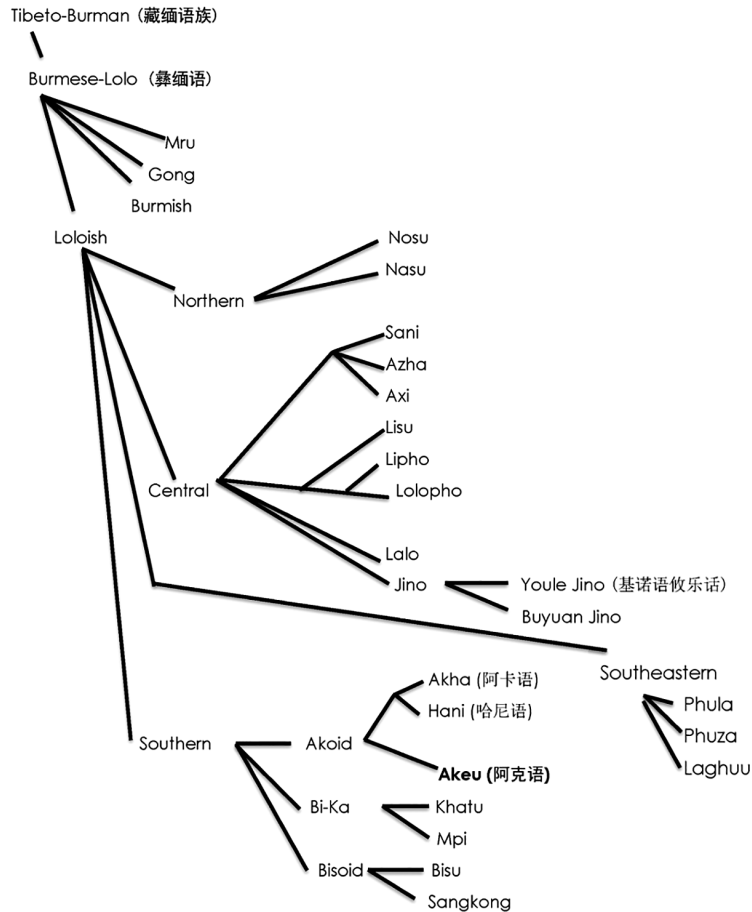 Tibeto-Burman (藏缅语族)
Burmese-Lolo (彝缅语)
Mru
Gong
Burmish
Loloish
Nosu
Nasu
Northern
Sani
Azha
Axi
Lisu
Lipho
Central
Lolopho
Lalo
Jino
Youle Jino (基诺语攸乐话)
Buyuan Jino
Southeastern
Akha (阿卡语)
Phula
Hani (哈尼语)
Phuza
Southern
Akoid
Laghuu
Akeu (阿克语)
Bi-Ka
Khatu
Mpi
Bisoid
Bisu
Sangkong